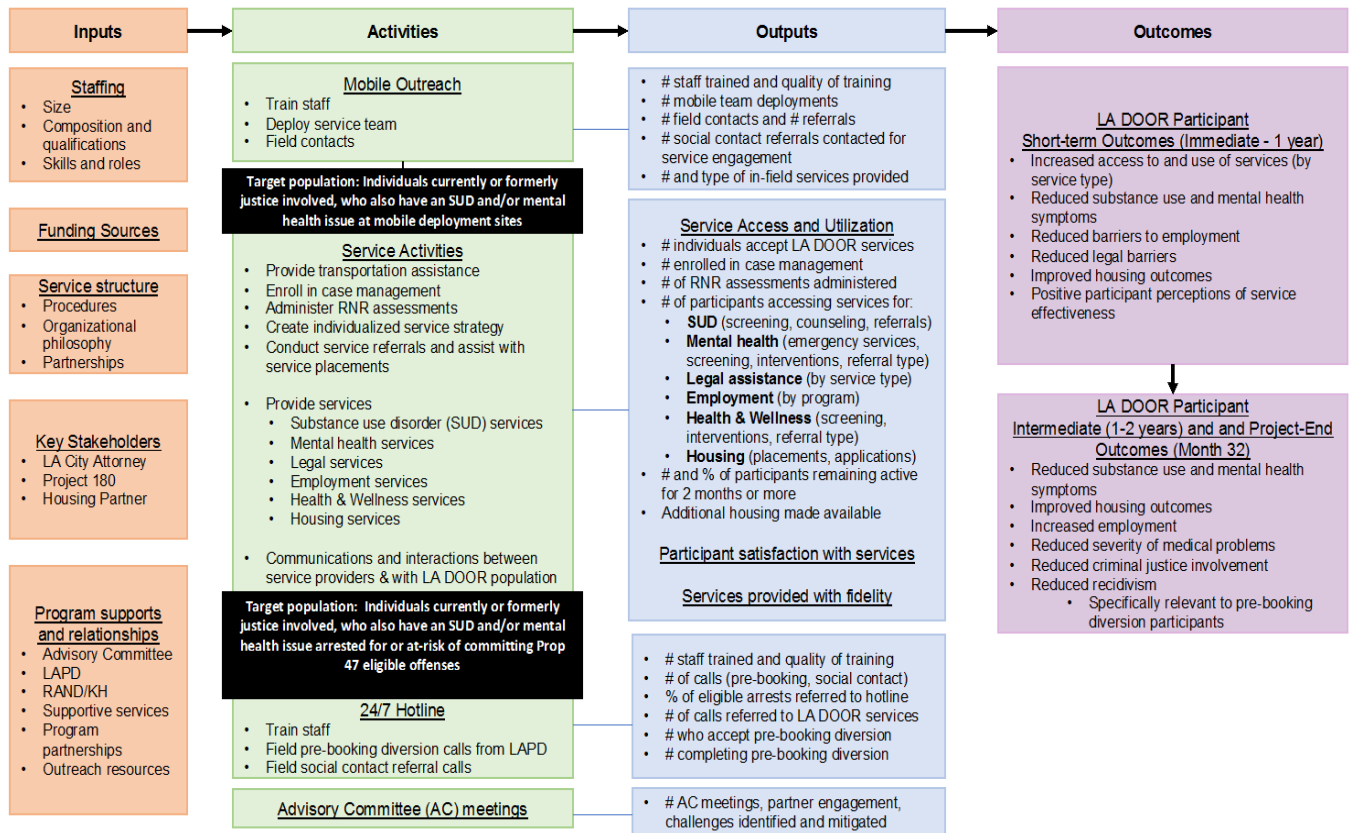 Inputs
Activities
Outputs
Outcomes
Staffing
• Size
• Composition and
qualifications
• Skills and roles
Funding Sources
Service structure
• Procedures
• Organizational
philosophy
• Partnerships
Key Stakeholders
• LA City Attorney
• Project 180
• Housing Partner
Program supports
and relationships
• Advisory Committee
• LAPD
• RAND/KH
• Supportive services
• Program
partnerships
• Outreach resources
Mobile Outreach
• Train staff
• Deploy service team
• Field contacts
Target population: Individuals currently or formerly
justice involved, who also have an SUD and/or mental
health issue at mobile deployment sites
Service Activities
• Provide transportation assistance
• Enroll in case management
• Administer RNR assessments
• Create individualized service strategy
• Conduct service referrals and assist with
service placements
• Provide services
• Substance use disorder (SUD) services
• Mental health services
• Legal services
• Employment services
• Health & Wellness services
• Housing services
• Communications and interactions between
service providers & with LA DOOR population
Target population: Individuals currently or formerly
justice involved, who also have an SUD and/or mental
health issue arrested for or at-risk of committing Prop
47 eligible offenses
24/7 Hotline
• Train staff
• Field pre-booking diversion calls from LAPD
• Field social contact referral calls
Advisory Committee (AC) meetings
• # staff trained and quality of training
• # mobile team deployments
• # field contacts and # referrals
• # social contact referrals contacted for
service engagement
• # and type of in-field services provided
Service Access and Utilization
• # individuals accept LA DOOR services
• # enrolled in case management
• # of RNR assessments administered
• # of participants accessing services for:
• SUD (screening, counseling, referrals)
• Mental health (emergency services,
screening, interventions, referral type)
• Legal assistance (by service type)
• Employment (by program)
• Health & Wellness (screening,
interventions, referral type)
• Housing (placements, applications)
• # and % of participants remaining active
for 2 months or more
• Additional housing made available
Participant satisfaction with services
Services provided with fidelity
• # staff trained and quality of training
• # of calls (pre-booking, social contact)
• % of eligible arrests referred to hotline
• # of calls referred to LA DOOR services
• # who accept pre-booking diversion
• # completing pre-booking diversion
• # AC meetings, partner engagement,
challenges identified and mitigated
LA DOOR Participant
Short-term Outcomes (Immediate - 1 year)
• Increased access to and use of services (by
service type)
• Reduced substance use and mental health
symptoms
• Reduced barriers to employment
• Reduced legal barriers
• Improved housing outcomes
• Positive participant perceptions of service
effectiveness
LA DOOR Participant
Intermediate (1-2 years) and and Project-End
Outcomes (Month 32)
• Reduced substance use and mental health
symptoms
• Improved housing outcomes
• Increased employment
• Reduced severity of medical problems
• Reduced criminal justice involvement
• Reduced recidivism
• Specifically relevant to pre-booking
diversion participants